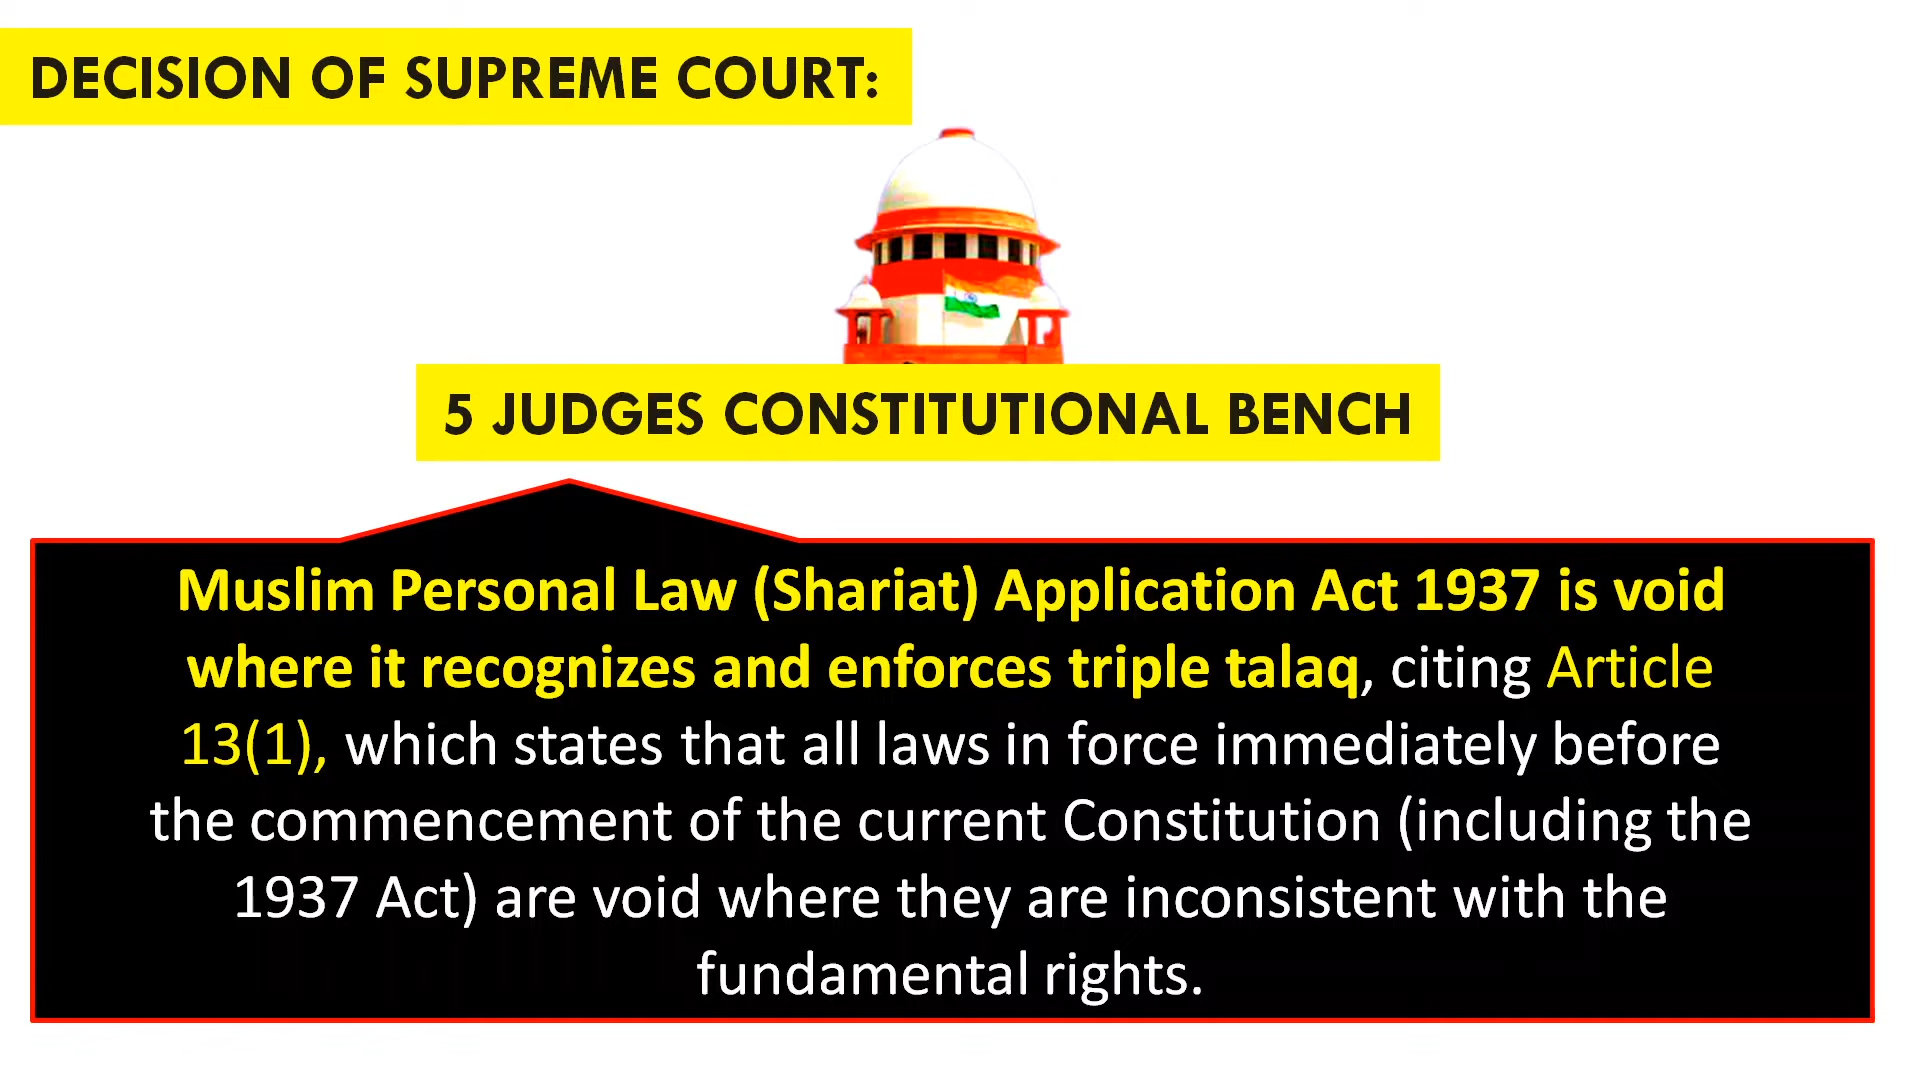 DECISION OF SUPREME COURT:
5 JUDGES CONSTITUTIONAL BENCH
Muslim Personal Law (Shariat) Application Act 1937 is void
where it recognizes and enforces triple talaq, citing Article
13(1), which states that all laws in force immediately before
the commencement of the current Constitution (including the
1937 Act) are void where they are inconsistent with the
fundamental rights.